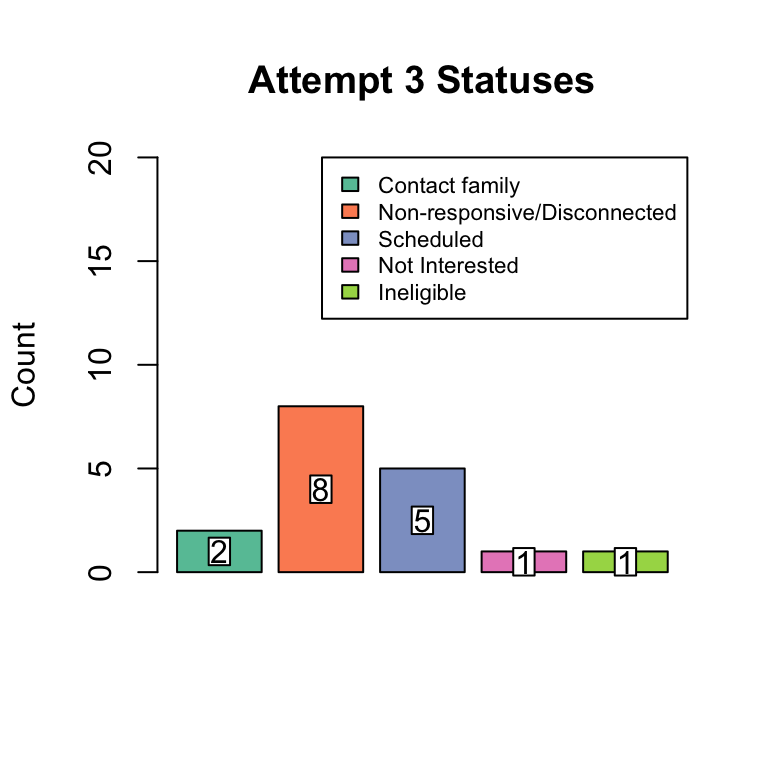 Attempt 3 Statuses
Count
20
15
10
5
0
Contact family
Non-responsive/Disconnected
Scheduled
Not Interested
Ineligible
2
8
5
1
1